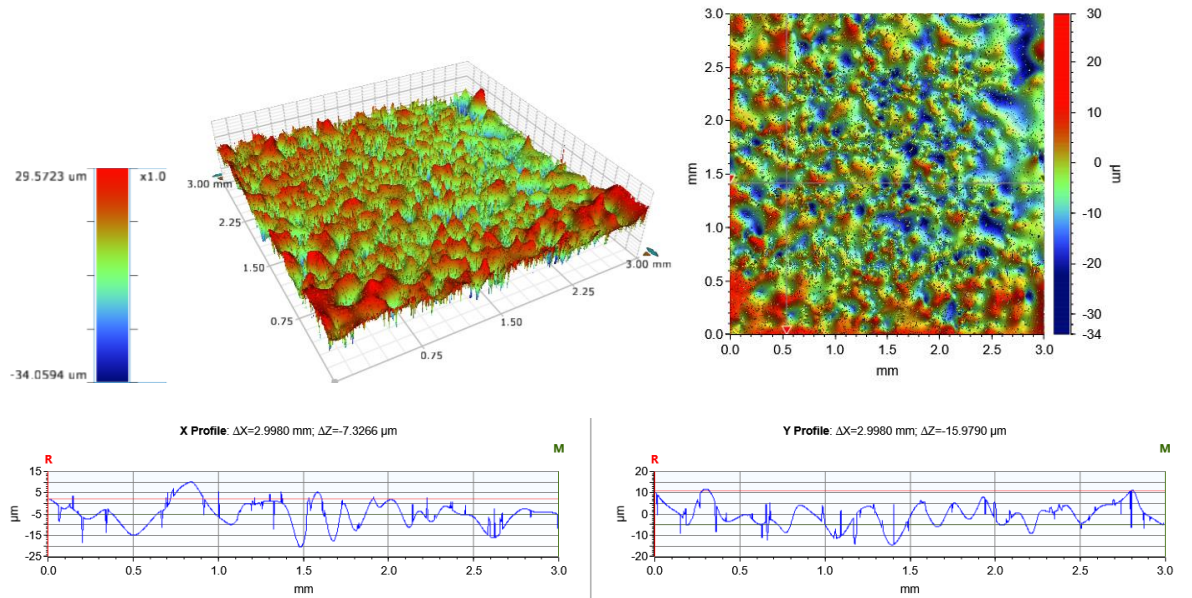 29.5723 um
x1.0
-34.0594 um
3.00 mm
2.25
1.50
0.75
0.75
1.50
2.25
3.00 mm
3.0
2.5
2.0
1.5
1.0
0.5
0.0
mm
0.0 0.5 1.0 1.5 2.0 2.5 3.0
mm
30
20
10
0
-10
-20
-30
-34
µm
X Profile: ΔX=2.9980 mm; ΔZ=-7.3266 µm
R
M
15
5
-5
-15
-25
µm
0.0 0.5 1.0 1.5 2.0 2.5 3.0
mm
Y Profile: ΔX=2.9980 mm; ΔZ=-15.9790 µm
R
M
20
10
0
-10
-20
µm
0.0 0.5 1.0 1.5 2.0 2.5 3.0
mm